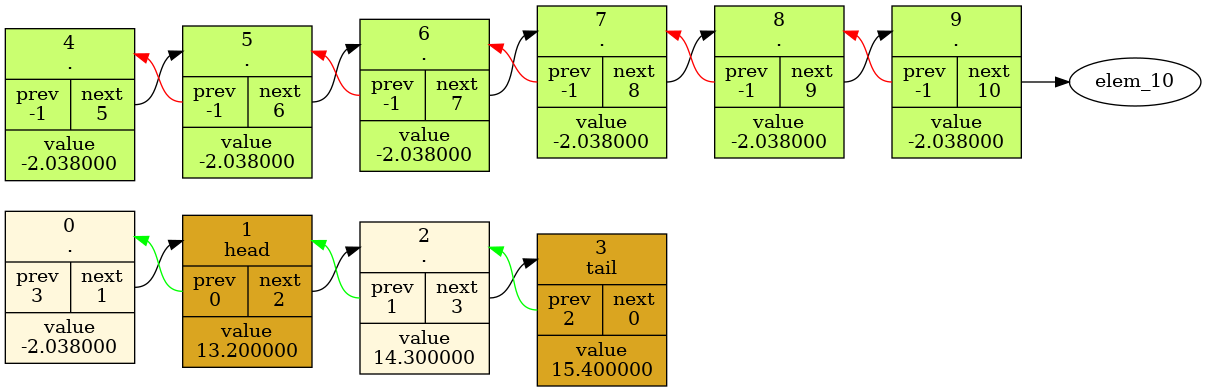 4
.
prev next
-1 5
value
-2.038000
5
.
prev next
-1 6
value
-2.038000
6
.
prev next
-1 7
value
-2.038000
7
.
prev next
-1 8
value
-2.038000
8
.
prev next
-1 9
value
-2.038000
9
.
prev next
-1 10
value
-2.038000
elem_10
0
.
prev next
3 1
value
-2.038000
1
head
prev next
0 2
value
13.200000
2
.
prev next
1 3
value
14.300000
3
tail
prev next
2 0
value
15.400000